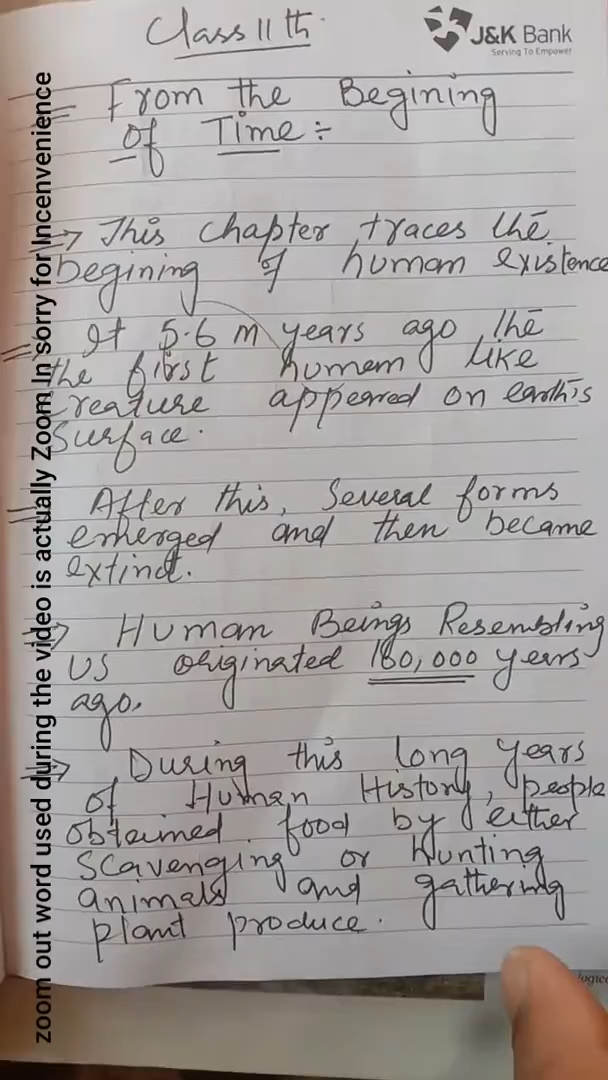 Class 11 th.
J&K Bank
Serving To Empower
From the Begining
Of Time :-
→ This chapter traces the
begining of human existence
It 5.6 m years ago the
the first humem like
creature appeared on earth's
Surface.
After this, Several forms
emerged and then became
extinct.
→ Human Beings Resembling
US originated 160,000 years
ago.
→ During this long years
of Human History, people
obtained food by either
Scavenging or Hunting
animals and gathering
plant produce.
zoom out word used during the video is actually Zoom In sorry for Incenvenience